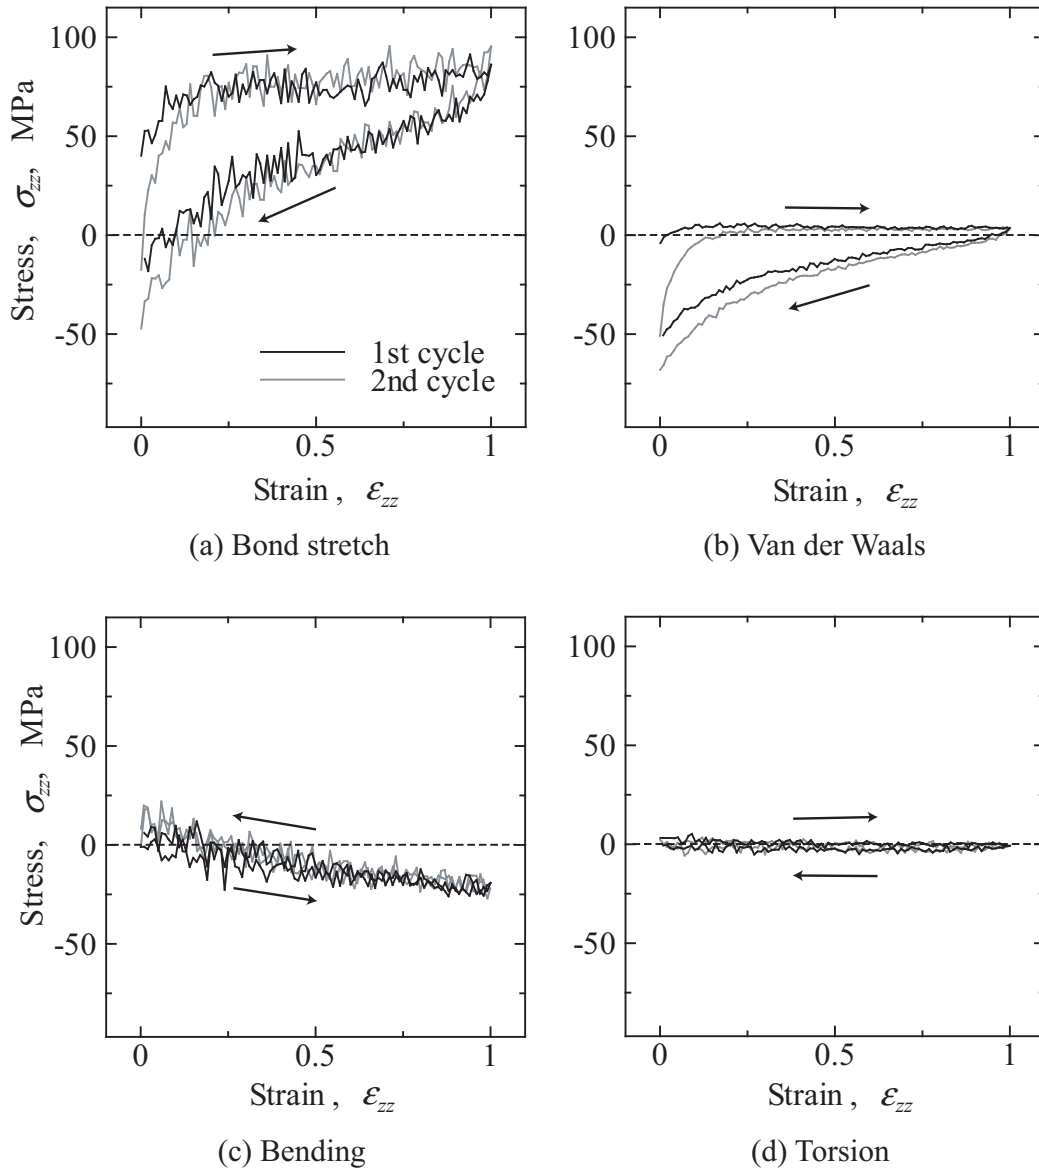 100
50
0
-50
Stress, σzz, MPa
1st cycle
2nd cycle
0 0.5 1
Strain , εzz
(a) Bond stretch
100
50
0
-50
0 0.5 1
Strain , εzz
(b) Van der Waals
100
50
0
-50
Stress, σzz, MPa
0 0.5 1
Strain , εzz
(c) Bending
100
50
0
-50
0 0.5 1
Strain , εzz
(d) Torsion